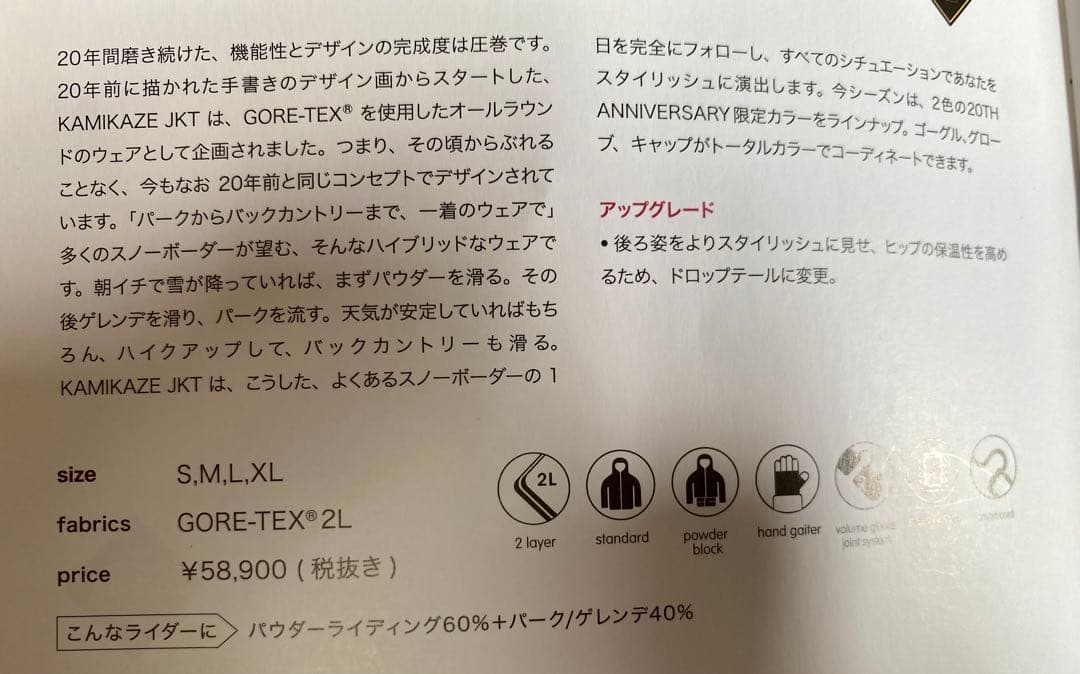 20年間磨き続けた、機能性とデザインの完成度は圧巻です。
20年前に描かれた手書きのデザイン画からスタートした、
KAMIKAZE JKT は、GORE-TEX® を使用したオールラウン
ドのウェアとして企画されました。つまり、その頃からぶれる
ことなく、今もなお 20年前と同じコンセプトでデザインされて
います。「パークからバックカントリーまで、一着のウェアで」
多くのスノーボーダーが望む、そんなハイブリッドなウェアで
す。朝イチで雪が降っていれば、まずパウダーを滑る。その
後ゲレンデを滑り、パークを流す。天気が安定していればもち
ろん、ハイクアップして、バックカントリーも滑る。
KAMIKAZE JKT は、こうした、よくあるスノーボーダーの 1
日を完全にフォローし、すべてのシチュエーションであなたを
スタイリッシュに演出します。今シーズンは、2色の20TH
ANNIVERSARY限定カラーをラインナップ。ゴーグル、グロー
ブ、キャップがトータルカラーでコーディネートできます。
アップグレード
• 後ろ姿をよりスタイリッシュに見せ、ヒップの保温性を高め
るため、ドロップテールに変更。
size S,M,L,XL
fabrics GORE-TEX® 2L
price ¥58,900 ( 税抜き )
2L
2 layer
standard
powder
block
hand gaiter
volume
joint system
こんなライダーに パウダーライディング60%+パーク/ゲレンデ40%